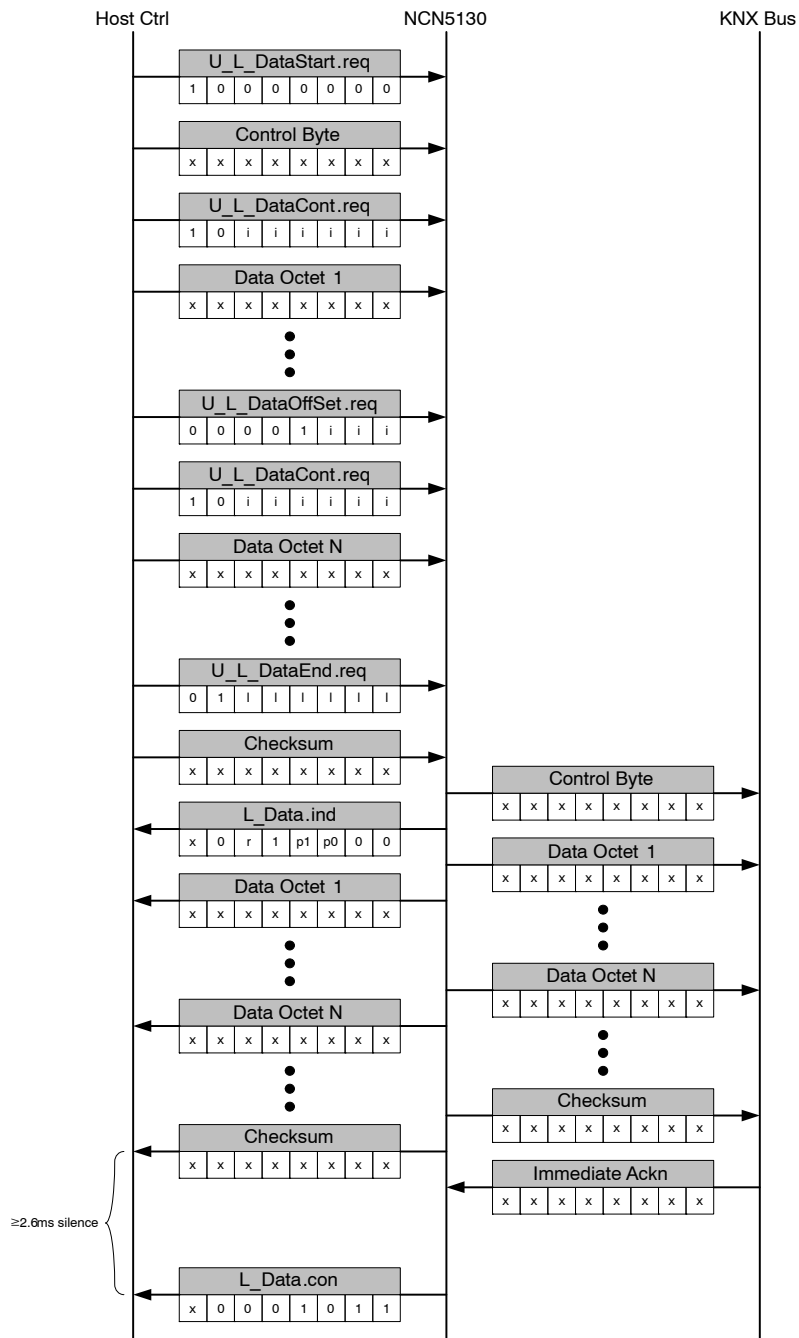 Host Ctrl NCN5130 KNX Bus
U_L_DataStart.req
1 0 0 0 0 0 0 0
Control Byte
x x x x x x x x
U_L_DataCont.req
1 0 i i i i i i
Data Octet 1
x x x x x x x x
U_L_DataOffSet.req
0 0 0 0 1 i i i
U_L_DataCont.req
1 0 i i i i i i
Data Octet N
x x x x x x x x
U_L_DataEnd.req
0 1 l l l l l l
Checksum
x x x x x x x x
Control Byte
x x x x x x x x
L_Data.ind
x 0 r 1 p1 p0 0 0
Data Octet 1
x x x x x x x x
Data Octet 1
x x x x x x x x
Data Octet N
x x x x x x x x
Data Octet N
x x x x x x x x
Checksum
x x x x x x x x
Checksum
x x x x x x x x
Immediate Ackn
x x x x x x x x
≥2.6ms silence
L_Data.con
x 0 0 0 1 0 1 1